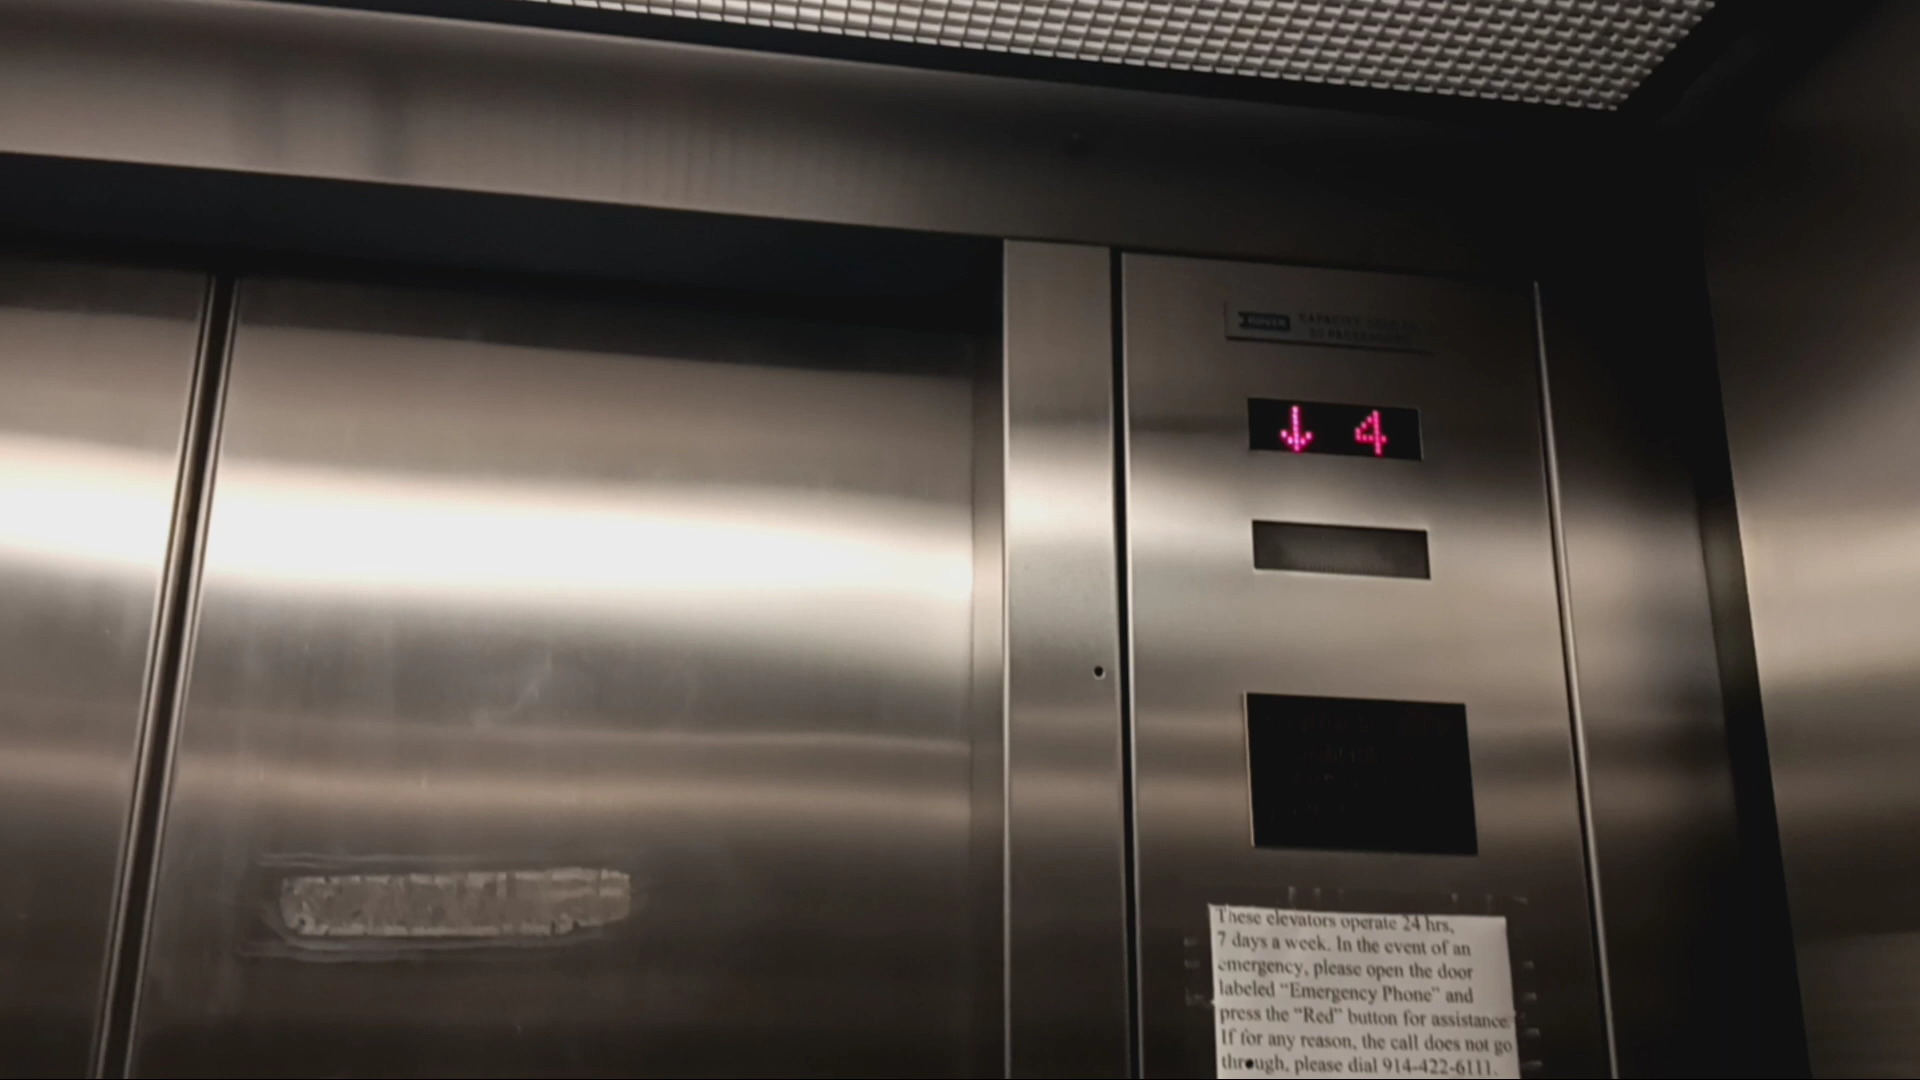 CAPACITY
↓ 4
These elevators operate 24 hrs,
7 days a week. In the event of an
emergency, please open the door
labeled "Emergency Phone" and
press the "Red" button for assistance.
If for any reason, the call does not go
through, please dial 914-422-6111.